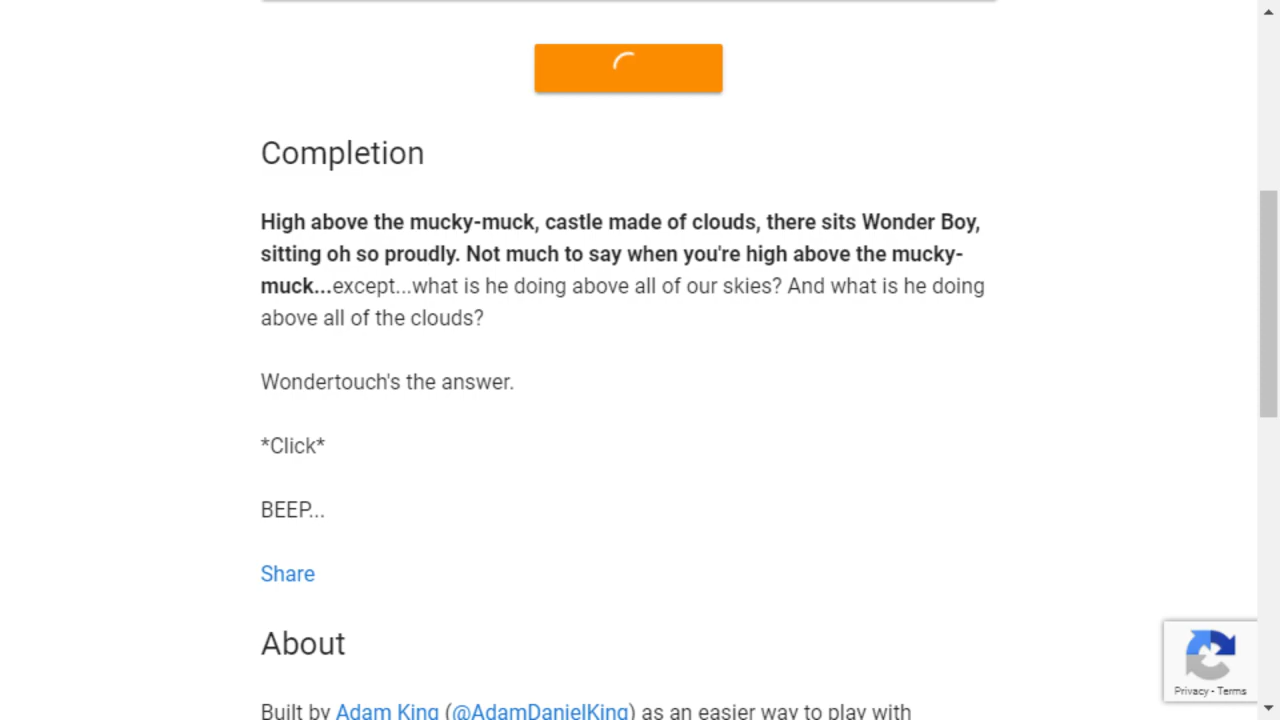 Completion
High above the mucky-muck, castle made of clouds, there sits Wonder Boy,
sitting oh so proudly. Not much to say when you're high above the mucky-
muck...except...what is he doing above all of our skies? And what is he doing
above all of the clouds?
Wondertouch's the answer.
*Click*
BEEP...
Share
About
Built by Adam King (@AdamDanielKing) as an easier way to play with
Privacy - Terms